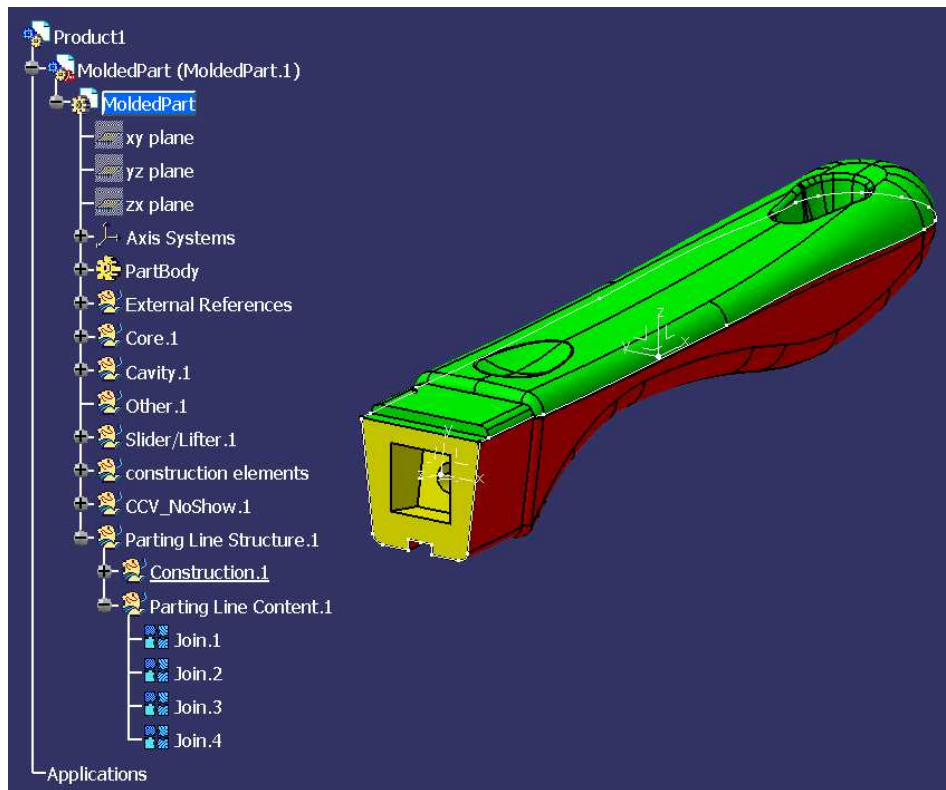 Product1
MoldedPart (MoldedPart.1)
MoldedPart
xy plane
yz plane
zx plane
Axis Systems
PartBody
External References
Core.1
Cavity.1
Other.1
Slider/Lifter.1
construction elements
CCV_NoShow.1
Parting Line Structure.1
Construction.1
Parting Line Content.1
Join.1
Join.2
Join.3
Join.4
Applications
z
y
x
y
z
x